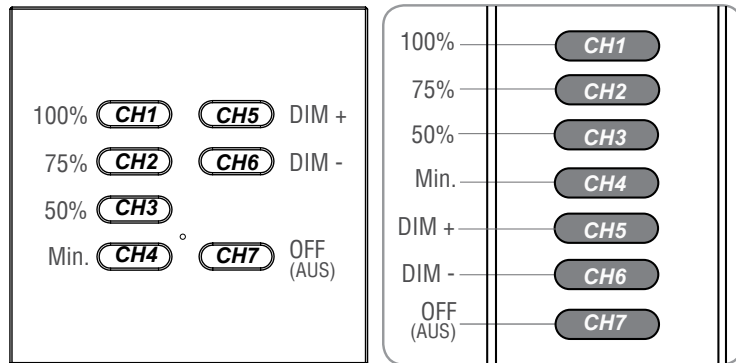 100% CH1 CH5 DIM +
75% CH2 CH6 DIM -
50% CH3
Min. CH4 CH7 OFF
(AUS)
100% CH1
75% CH2
50% CH3
Min. CH4
DIM + CH5
DIM - CH6
OFF
(AUS) CH7